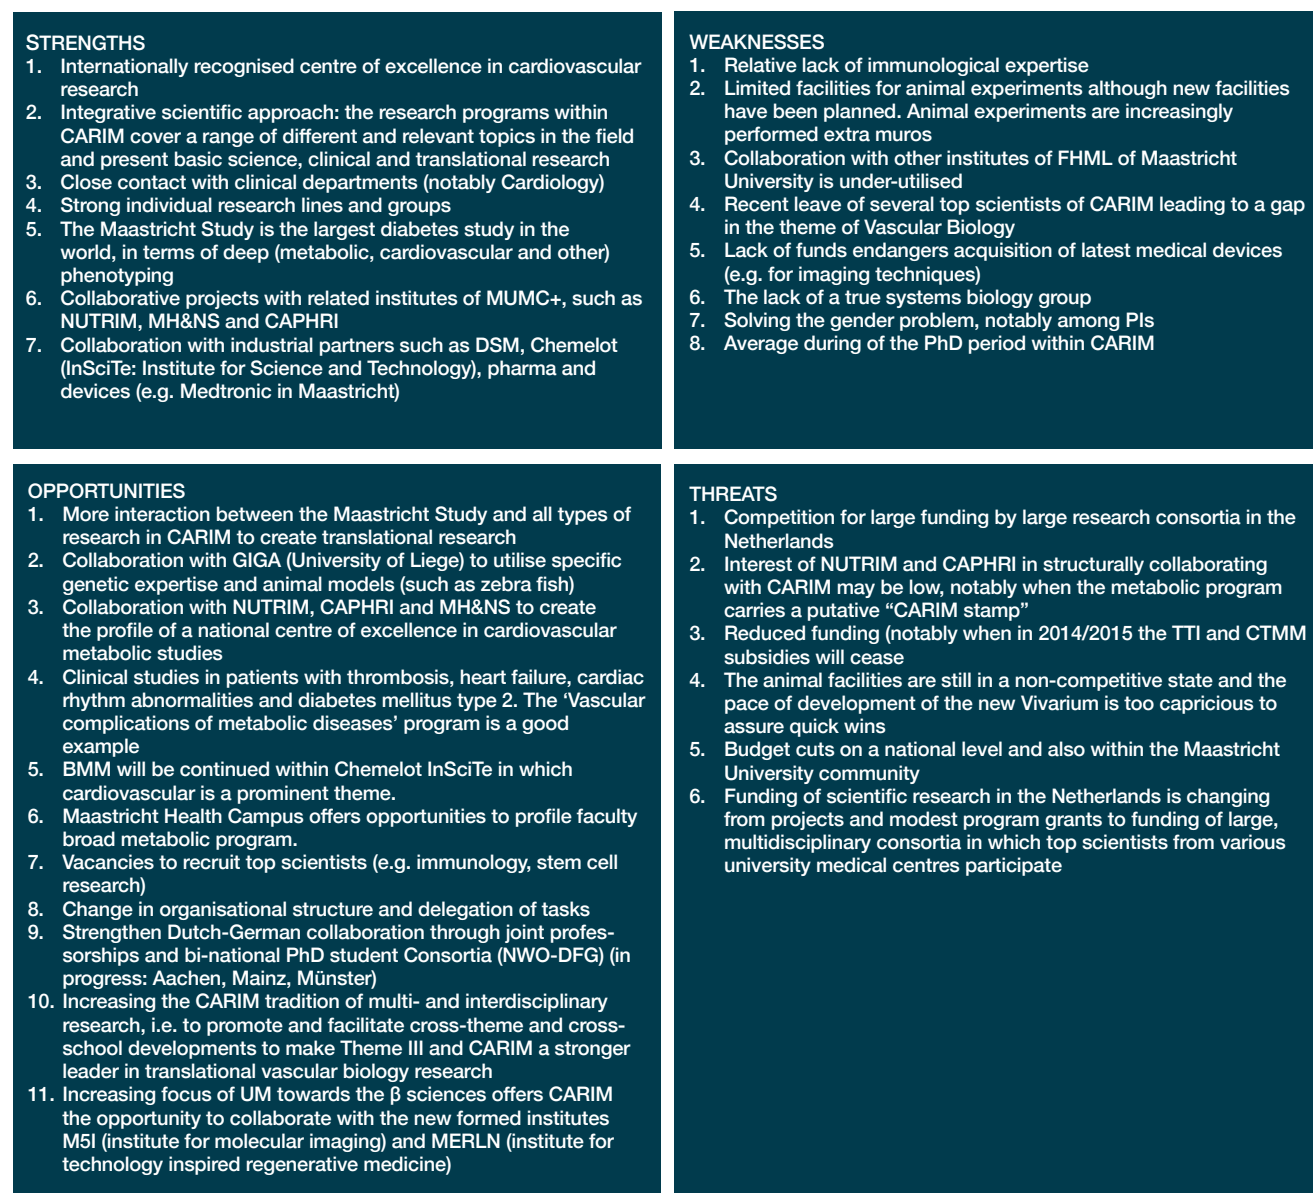 STRENGTHS
1. Internationally recognised centre of excellence in cardiovascular
research
2. Integrative scientific approach: the research programs within
CARIM cover a range of different and relevant topics in the field
and present basic science, clinical and translational research
3. Close contact with clinical departments (notably Cardiology)
4. Strong individual research lines and groups
5. The Maastricht Study is the largest diabetes study in the
world, in terms of deep (metabolic, cardiovascular and other)
phenotyping
6. Collaborative projects with related institutes of MUMC+, such as
NUTRIM, MH&NS and CAPHRI
7. Collaboration with industrial partners such as DSM, Chemelot
(InSciTe: Institute for Science and Technology), pharma and
devices (e.g. Medtronic in Maastricht)
WEAKNESSES
1. Relative lack of immunological expertise
2. Limited facilities for animal experiments although new facilities
have been planned. Animal experiments are increasingly
performed extra muros
3. Collaboration with other institutes of FHML of Maastricht
University is under-utilised
4. Recent leave of several top scientists of CARIM leading to a gap
in the theme of Vascular Biology
5. Lack of funds endangers acquisition of latest medical devices
(e.g. for imaging techniques)
6. The lack of a true systems biology group
7. Solving the gender problem, notably among PIs
8. Average during of the PhD period within CARIM
OPPORTUNITIES
1. More interaction between the Maastricht Study and all types of
research in CARIM to create translational research
2. Collaboration with GIGA (University of Liege) to utilise specific
genetic expertise and animal models (such as zebra fish)
3. Collaboration with NUTRIM, CAPHRI and MH&NS to create
the profile of a national centre of excellence in cardiovascular
metabolic studies
4. Clinical studies in patients with thrombosis, heart failure, cardiac
rhythm abnormalities and diabetes mellitus type 2. The ‘Vascular
complications of metabolic diseases’ program is a good
example
5. BMM will be continued within Chemelot InSciTe in which
cardiovascular is a prominent theme.
6. Maastricht Health Campus offers opportunities to profile faculty
broad metabolic program.
7. Vacancies to recruit top scientists (e.g. immunology, stem cell
research)
8. Change in organisational structure and delegation of tasks
9. Strengthen Dutch-German collaboration through joint profes-
sorships and bi-national PhD student Consortia (NWO-DFG) (in
progress: Aachen, Mainz, Münster)
10. Increasing the CARIM tradition of multi- and interdisciplinary
research, i.e. to promote and facilitate cross-theme and cross-
school developments to make Theme III and CARIM a stronger
leader in translational vascular biology research
11. Increasing focus of UM towards the β sciences offers CARIM
the opportunity to collaborate with the new formed institutes
M5I (institute for molecular imaging) and MERLN (institute for
technology inspired regenerative medicine)
THREATS
1. Competition for large funding by large research consortia in the
Netherlands
2. Interest of NUTRIM and CAPHRI in structurally collaborating
with CARIM may be low, notably when the metabolic program
carries a putative “CARIM stamp”
3. Reduced funding (notably when in 2014/2015 the TTI and CTMM
subsidies will cease
4. The animal facilities are still in a non-competitive state and the
pace of development of the new Vivarium is too capricious to
assure quick wins
5. Budget cuts on a national level and also within the Maastricht
University community
6. Funding of scientific research in the Netherlands is changing
from projects and modest program grants to funding of large,
multidisciplinary consortia in which top scientists from various
university medical centres participate